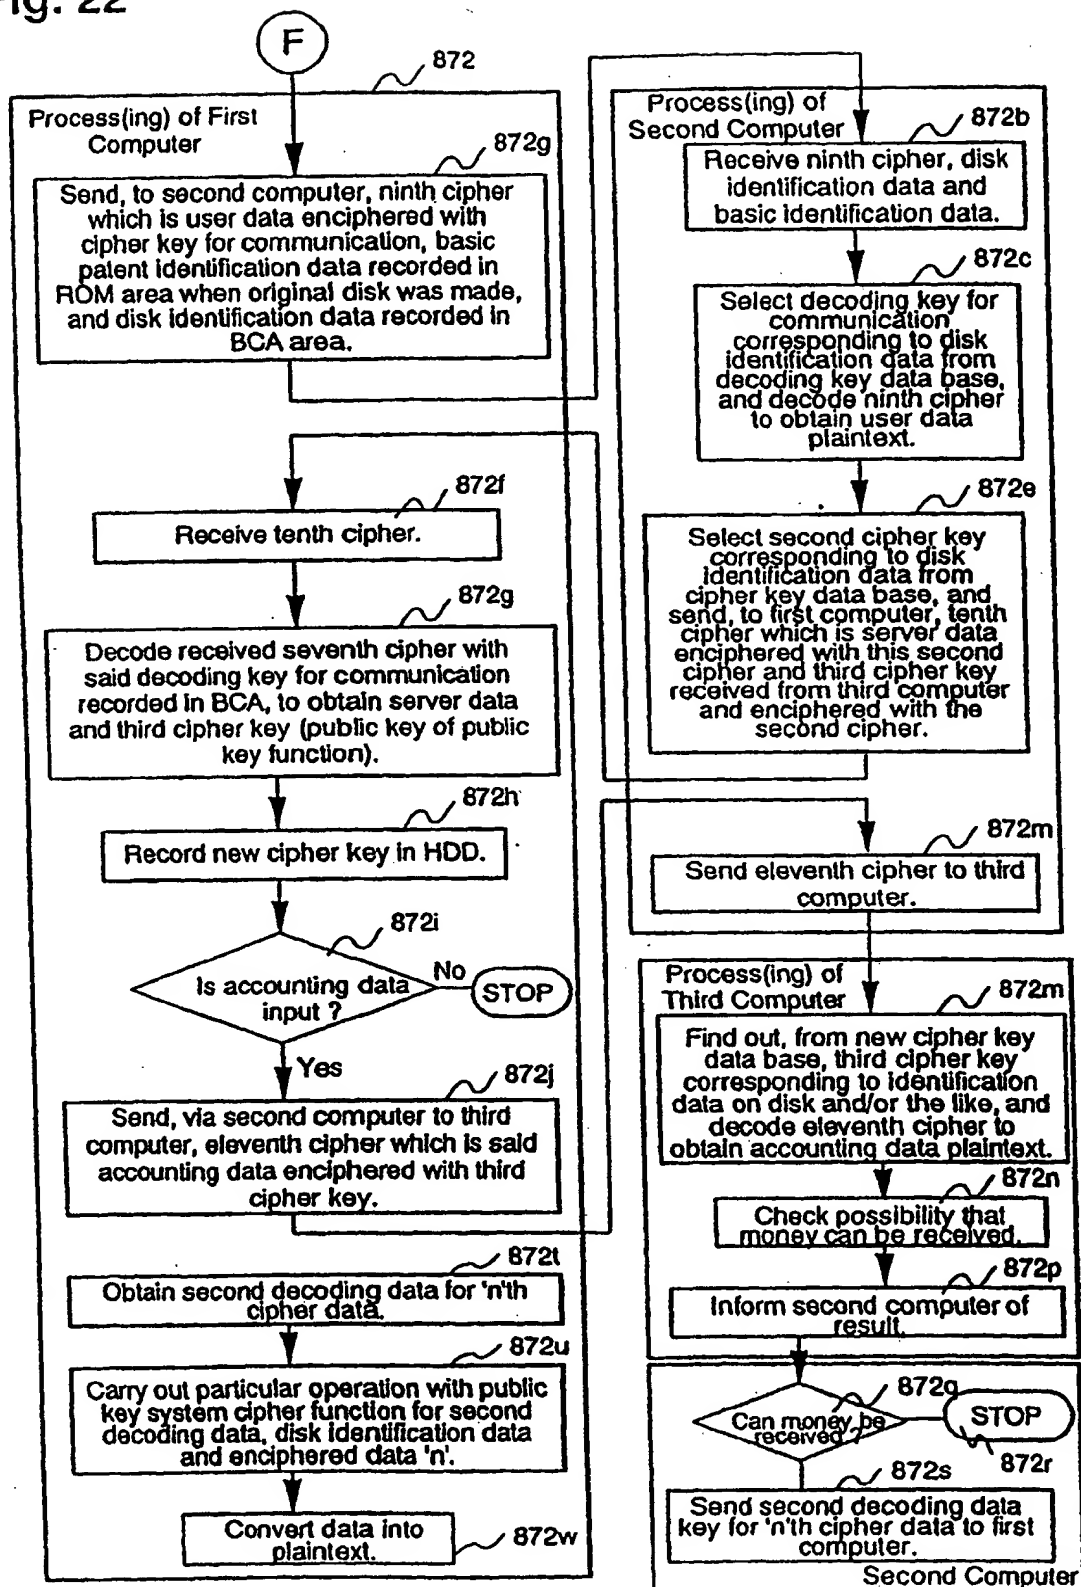 Fig. 22
F
872
Process(ing) of First
Computer
872g
Send, to second computer, ninth cipher
which is user data enciphered with
cipher key for communication, basic
patent identification data recorded in
ROM area when original disk was made,
and disk identification data recorded in
BCA area.
872f
Receive tenth cipher.
872g
Decode received seventh cipher with
said decoding key for communication
recorded in BCA, to obtain server data
and third cipher key (public key of public
key function).
872h
Record new cipher key in HDD.
872i
Is accounting data
input ?
No
STOP
Yes
872j
Send, via second computer to third
computer, eleventh cipher which is said
accounting data enciphered with third
cipher key.
872t
Obtain second decoding data for 'n'th
cipher data.
872u
Carry out particular operation with public
key system cipher function for second
decoding data, disk identification data
and enciphered data 'n'.
Convert data into
plaintext.
872w
Process(ing) of
Second Computer
872b
Receive ninth cipher, disk
identification data and
basic identification data.
872c
Select decoding key for
communication
corresponding to disk
identification data from
decoding key data base,
and decode ninth cipher
to obtain user data
plaintext.
872e
Select second cipher key
corresponding to disk
identification data from
cipher key data base, and
send, to first computer, tenth
cipher which is server data
enciphered with this second
cipher and third cipher key
received from third computer
and enciphered with the
second cipher.
872m
Send eleventh cipher to third
computer.
Process(ing) of
Third Computer
872m
Find out, from new cipher key
data base, third cipher key
corresponding to identification
data on disk and/or the like, and
decode eleventh cipher to
obtain accounting data plaintext.
872n
Check possibility that
money can be received.
872p
Inform second computer of
result.
872q
Can money be
received ?
STOP
872r
872s
Send second decoding data
key for 'n'th cipher data to first
computer.
Second Computer